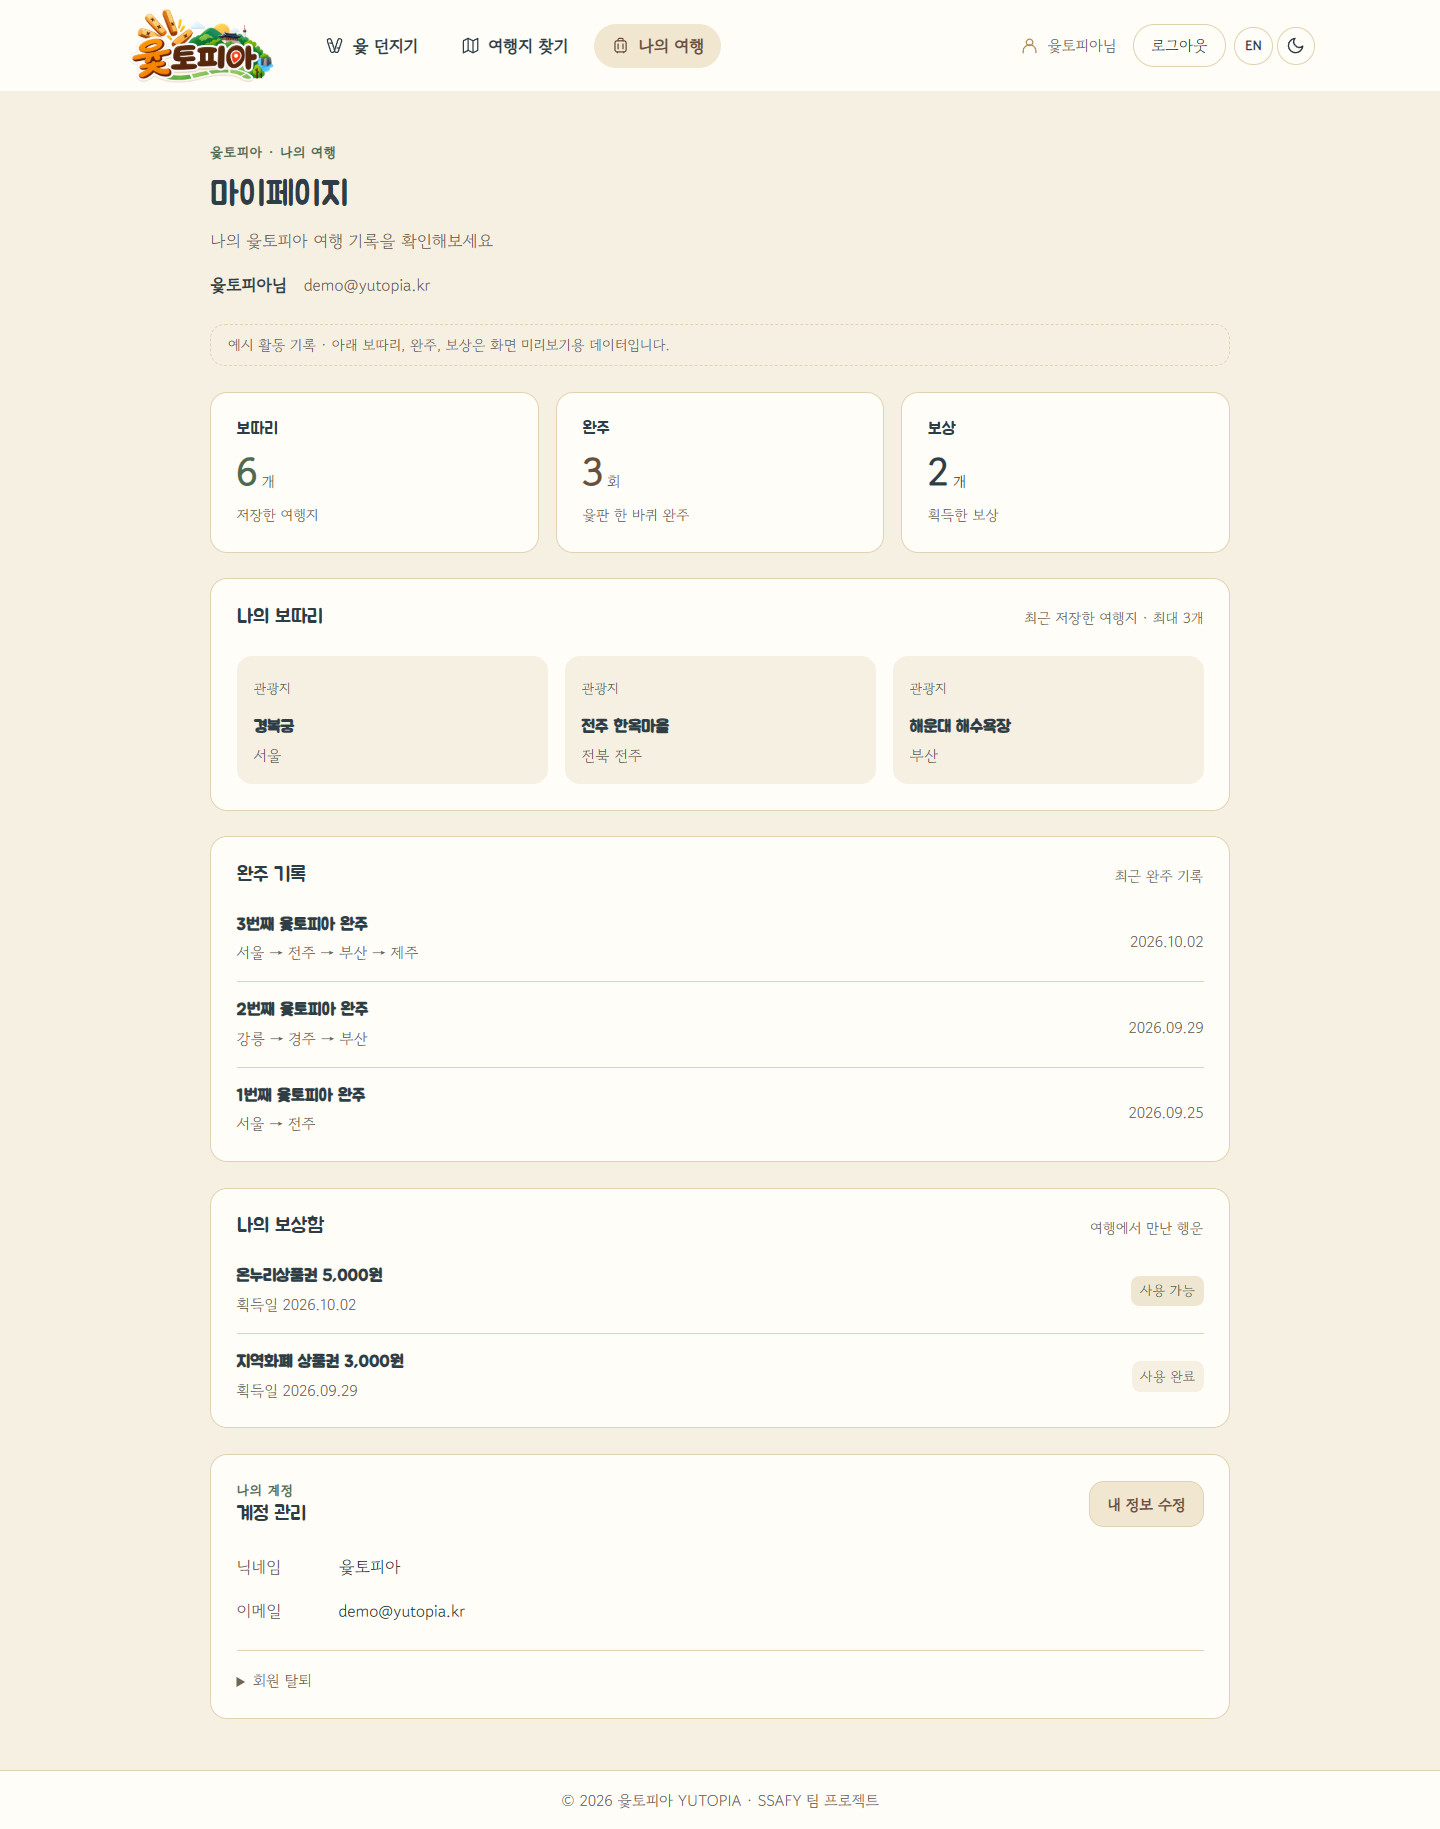 윷토피아
윷 던지기
여행지 찾기
나의 여행
윷토피아님
로그아웃
EN
윷토피아 · 나의 여행
마이페이지
나의 윷토피아 여행 기록을 확인해보세요
윷토피아님 demo@yutopia.kr
예시 활동 기록 · 아래 보따리, 완주, 보상은 화면 미리보기용 데이터입니다.
보따리
6 개
저장한 여행지
완주
3 회
윷판 한 바퀴 완주
보상
2 개
획득한 보상
나의 보따리
최근 저장한 여행지 · 최대 3개
관광지
경복궁
서울
관광지
전주 한옥마을
전북 전주
관광지
해운대 해수욕장
부산
완주 기록
최근 완주 기록
3번째 윷토피아 완주
서울 → 전주 → 부산 → 제주
2026.10.02
2번째 윷토피아 완주
강릉 → 경주 → 부산
2026.09.29
1번째 윷토피아 완주
서울 → 전주
2026.09.25
나의 보상함
여행에서 만난 행운
온누리상품권 5,000원
획득일 2026.10.02
사용 가능
지역화폐 상품권 3,000원
획득일 2026.09.29
사용 완료
나의 계정
계정 관리
내 정보 수정
닉네임 윷토피아
이메일 demo@yutopia.kr
▶ 회원 탈퇴
© 2026 윷토피아 YUTOPIA · SSAFY 팀 프로젝트